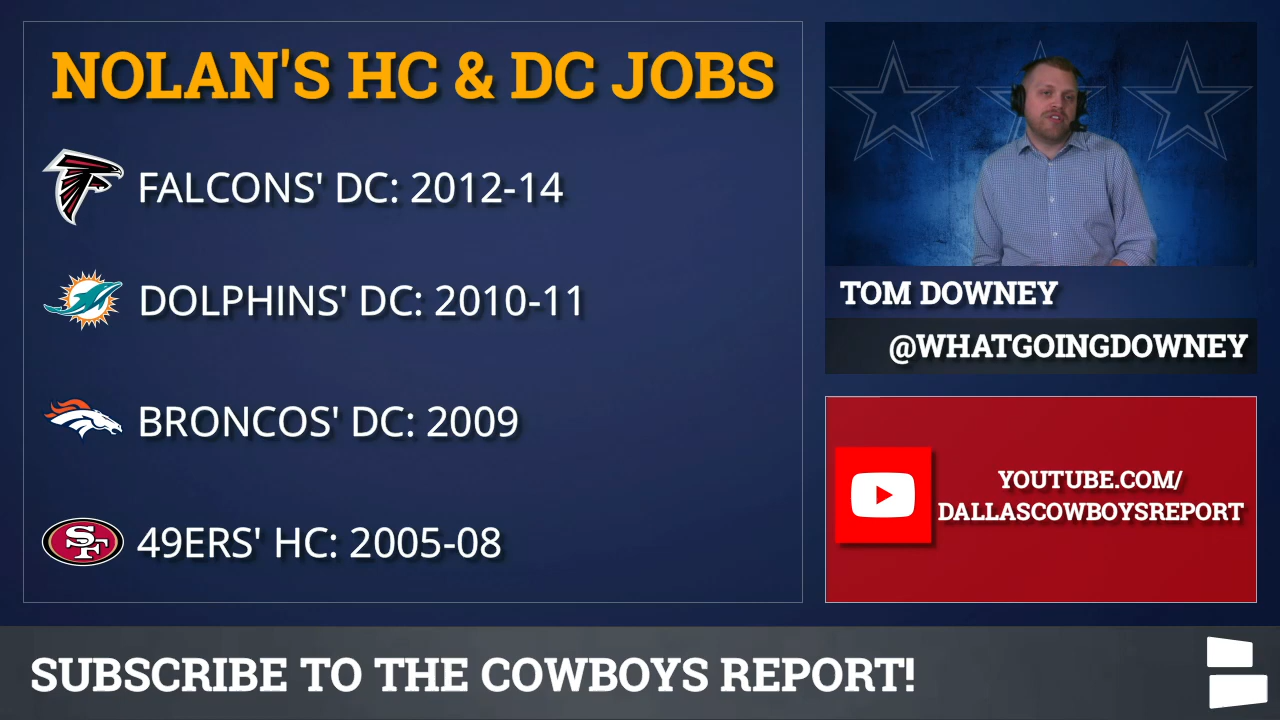 NOLAN'S HC & DC JOBS
FALCONS' DC: 2012-14
DOLPHINS' DC: 2010-11
BRONCOS' DC: 2009
SF
49ERS' HC: 2005-08
TOM DOWNEY
@WHATGOINGDOWNEY
YOUTUBE.COM/
DALLASCOWBOYSREPORT
SUBSCRIBE TO THE COWBOYS REPORT!